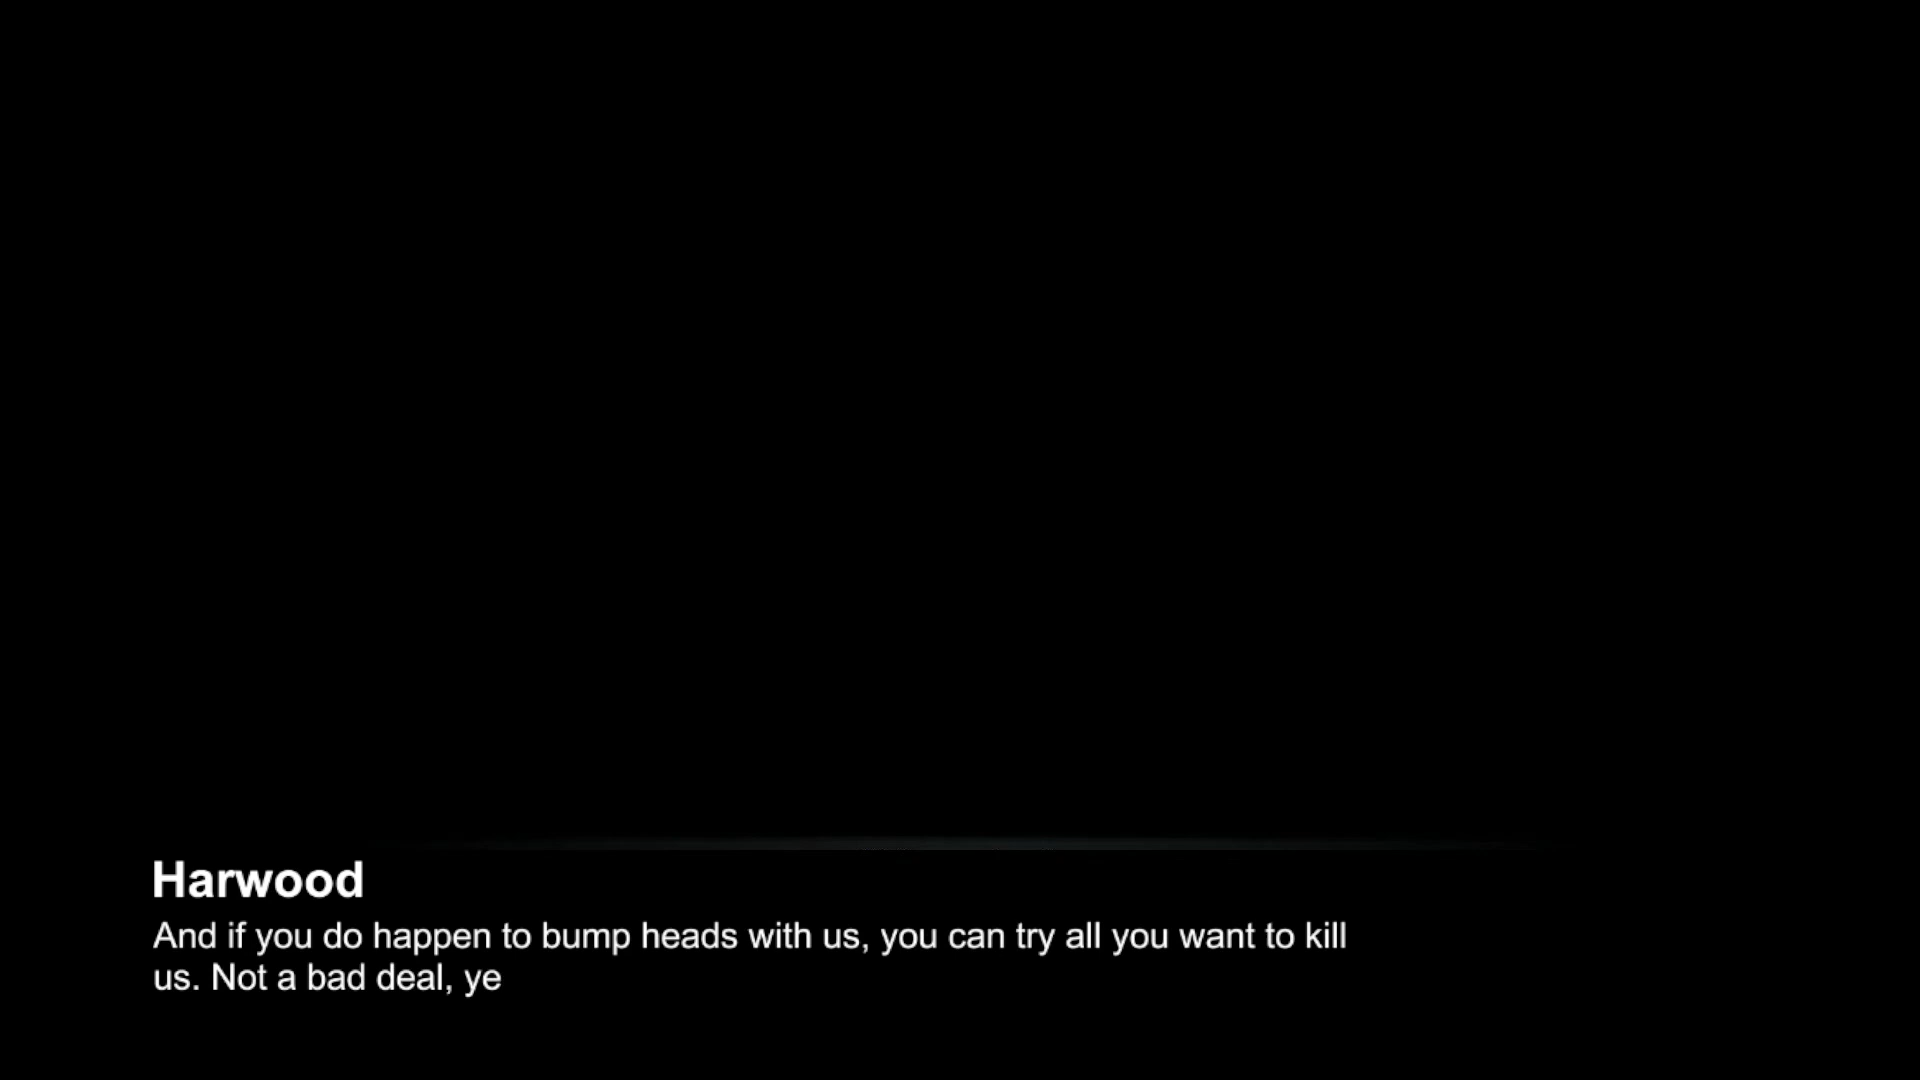 Harwood
And if you do happen to bump heads with us, you can try all you want to kill
us. Not a bad deal, ye